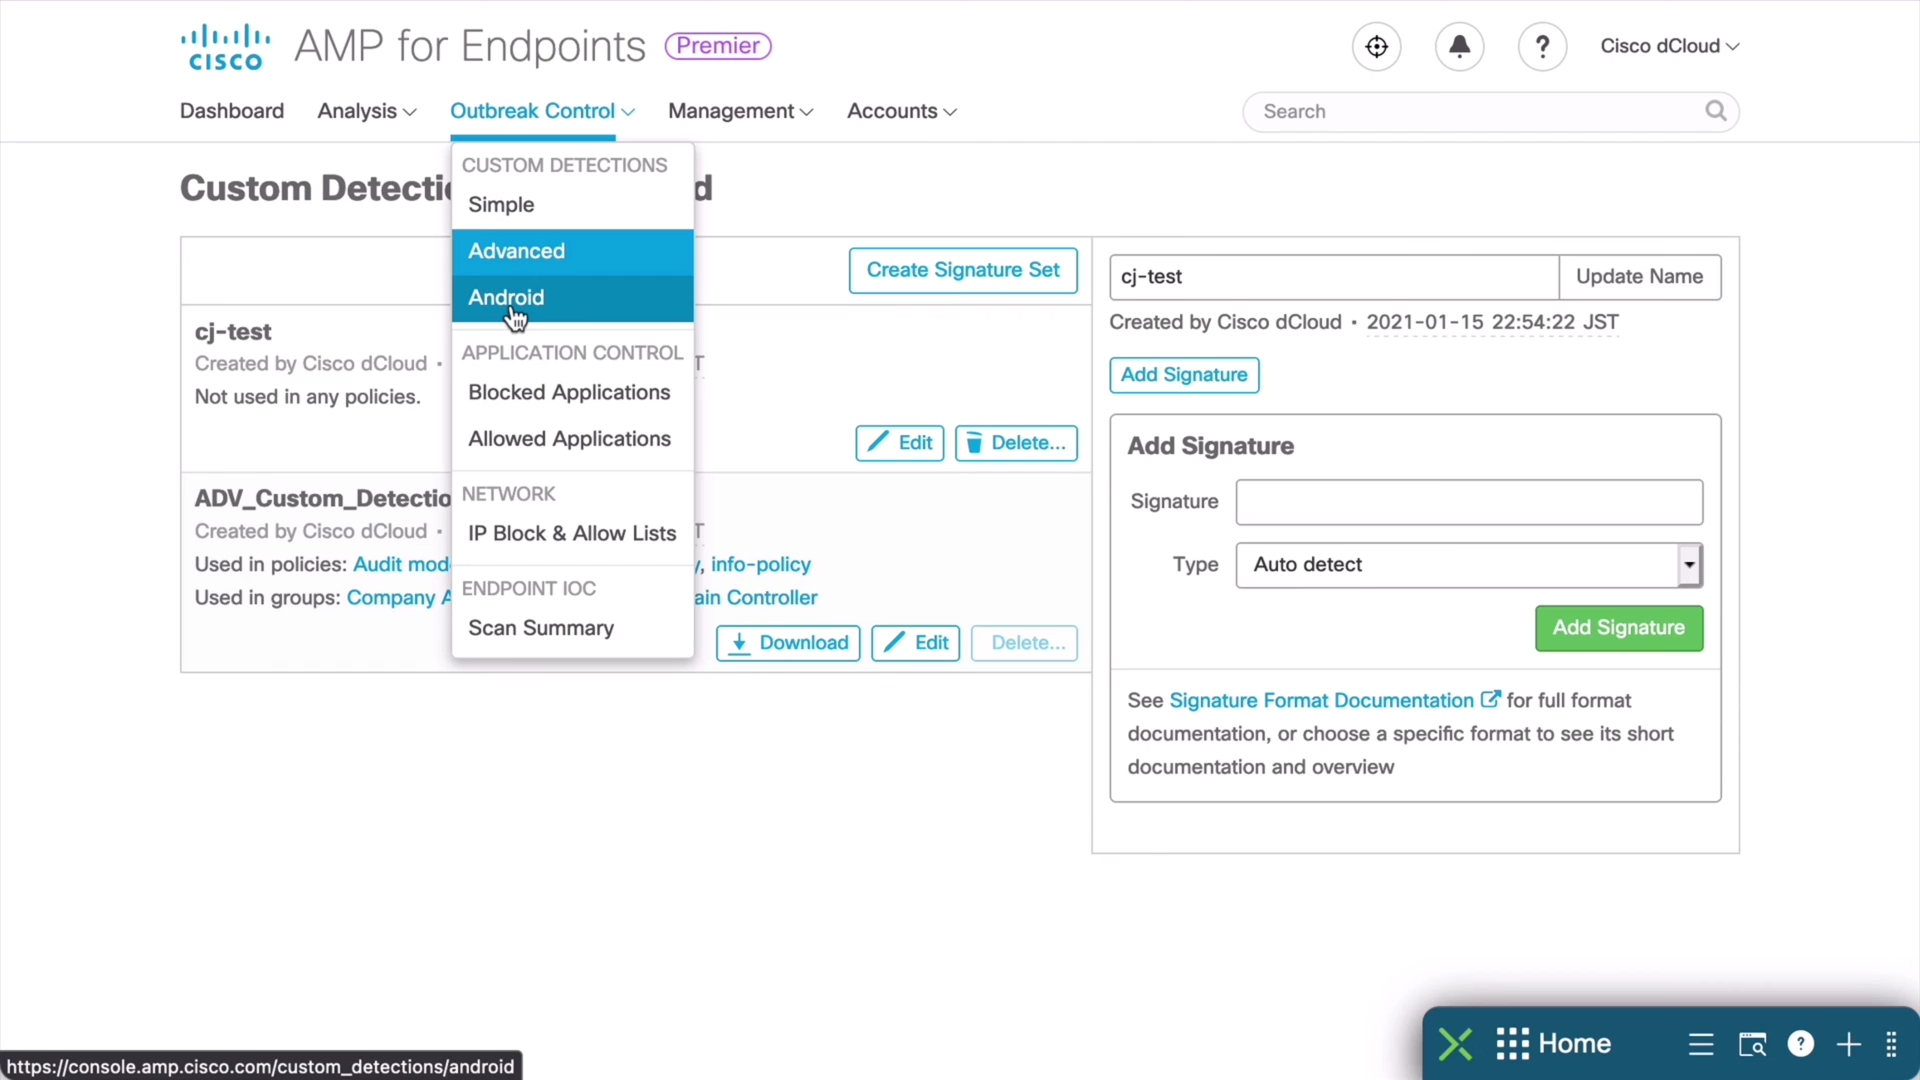 CISCO
AMP for Endpoints
Premier
?
Cisco dCloud
Dashboard
Analysis
Outbreak Control
Management
Accounts
Search
Custom Detecti
d
CUSTOM DETECTIONS
Simple
Advanced
Android
APPLICATION CONTROL
Blocked Applications
Allowed Applications
NETWORK
IP Block & Allow Lists
ENDPOINT IOC
Scan Summary
Create Signature Set
cj-test
Created by Cisco dCloud ·
T
Not used in any policies.
Edit
Delete...
ADV_Custom_Detectio
Created by Cisco dCloud ·
T
Used in policies: Audit mod
, info-policy
Used in groups: Company A
ain Controller
Download
Edit
Delete...
cj-test
Update Name
Created by Cisco dCloud · 2021-01-15 22:54:22 JST
Add Signature
Add Signature
Signature
Type
Auto detect
Add Signature
See Signature Format Documentation for full format
documentation, or choose a specific format to see its short
documentation and overview
Home
?
https://console.amp.cisco.com/custom_detections/android